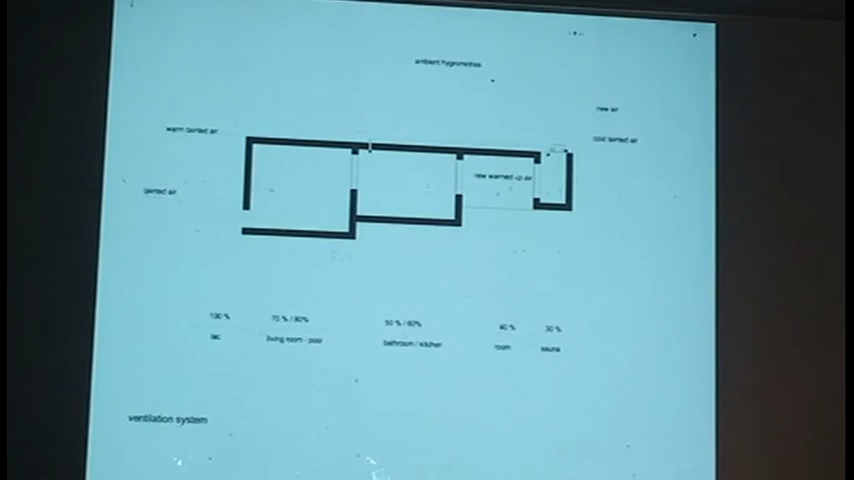 ambient hygrometries
new air
cold tainted air
warm tainted air
tainted air
new warmed up air
100 % 70 % / 80% 50 % / 60% 40 % 30 %
lac living room - pool bathroom / kitchen room sauna
ventilation system